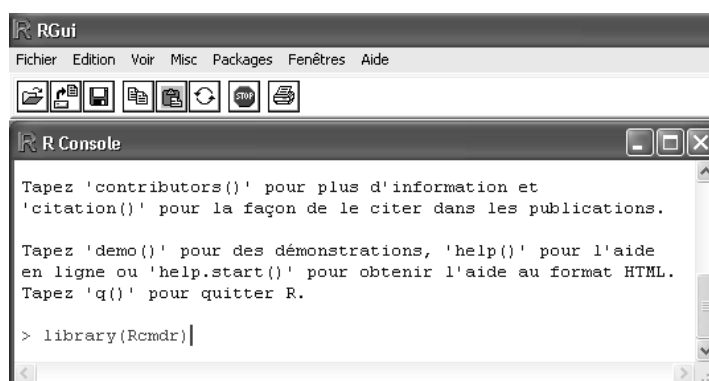 RGui
Fichier Edition Voir Misc Packages Fenêtres Aide
STOP
R Console
Tapez 'contributors()' pour plus d'information et
'citation()' pour la façon de le citer dans les publications.
Tapez 'demo()' pour des démonstrations, 'help()' pour l'aide
en ligne ou 'help.start()' pour obtenir l'aide au format HTML.
Tapez 'q()' pour quitter R.
> library(Rcmdr)